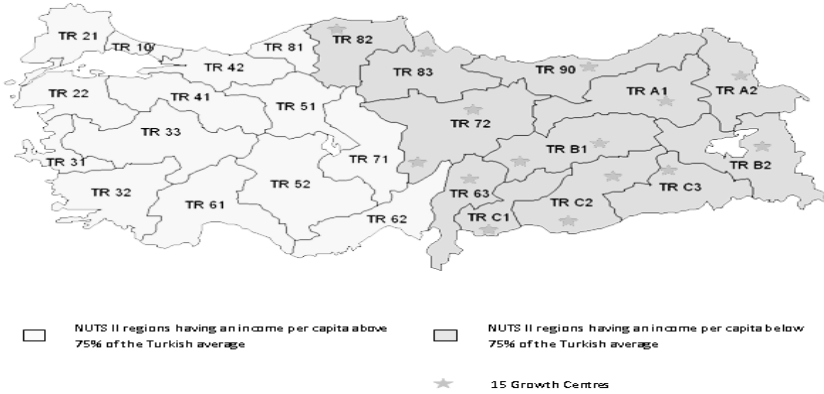 TR 21
TR 10
TR 81
TR 82
TR 42
TR 83
TR 90
TR 22
TR 41
TR 51
TR A1
TR A2
TR 33
TR 72
TR 31
TR 71
TR B1
TR B2
TR 32
TR 52
TR 63
TR C3
TR 61
TR 62
TR C1
TR C2
NUTS II regions having an income per capita above
75% of the Turkish average
NUTS II regions having an income per capita below
75% of the Turkish average
15 Growth Centres